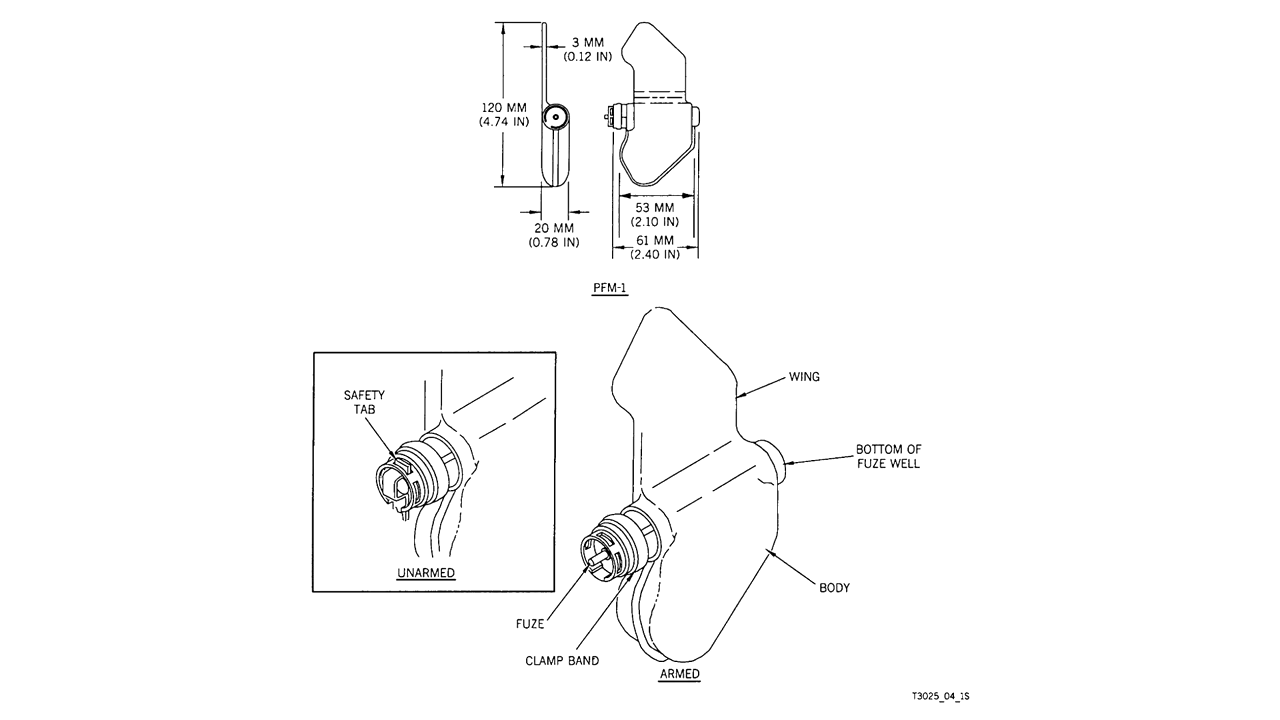 3 MM
(0.12 IN)
120 MM
(4.74 IN)
53 MM
(2.10 IN)
20 MM
(0.78 IN)
61 MM
(2.40 IN)
PFM-1
SAFETY
TAB
UNARMED
WING
BOTTOM OF
FUZE WELL
BODY
FUZE
CLAMP BAND
ARMED
T3025_04_1S